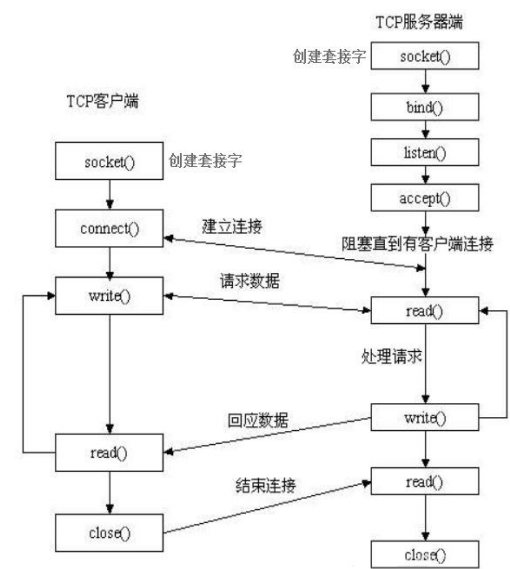 TCP服务器端
创建套接字 socket()
bind()
TCP客户端
listen()
socket() 创建套接字
accept()
connect()
建立连接
阻塞直到有客户端连接
请求数据
write()
read()
处理请求
回应数据
write()
read()
结束连接
read()
close()
close()